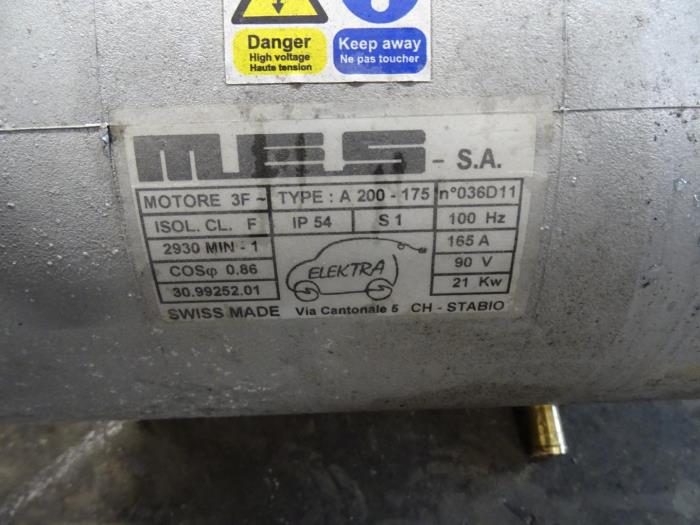 Danger
High voltage
Haute tension
Keep away
Ne pas toucher
M.E.S - S.A.
MOTORE 3F ~ TYPE : A 200 - 175 n°036D11
ISOL. CL. F IP 54 S 1 100 Hz
2930 MIN - 1 165 A
COSφ 0.86 ELEKTRA 90 V
30.99252.01 21 Kw
SWISS MADE Via Cantonale 5 CH - STABIO